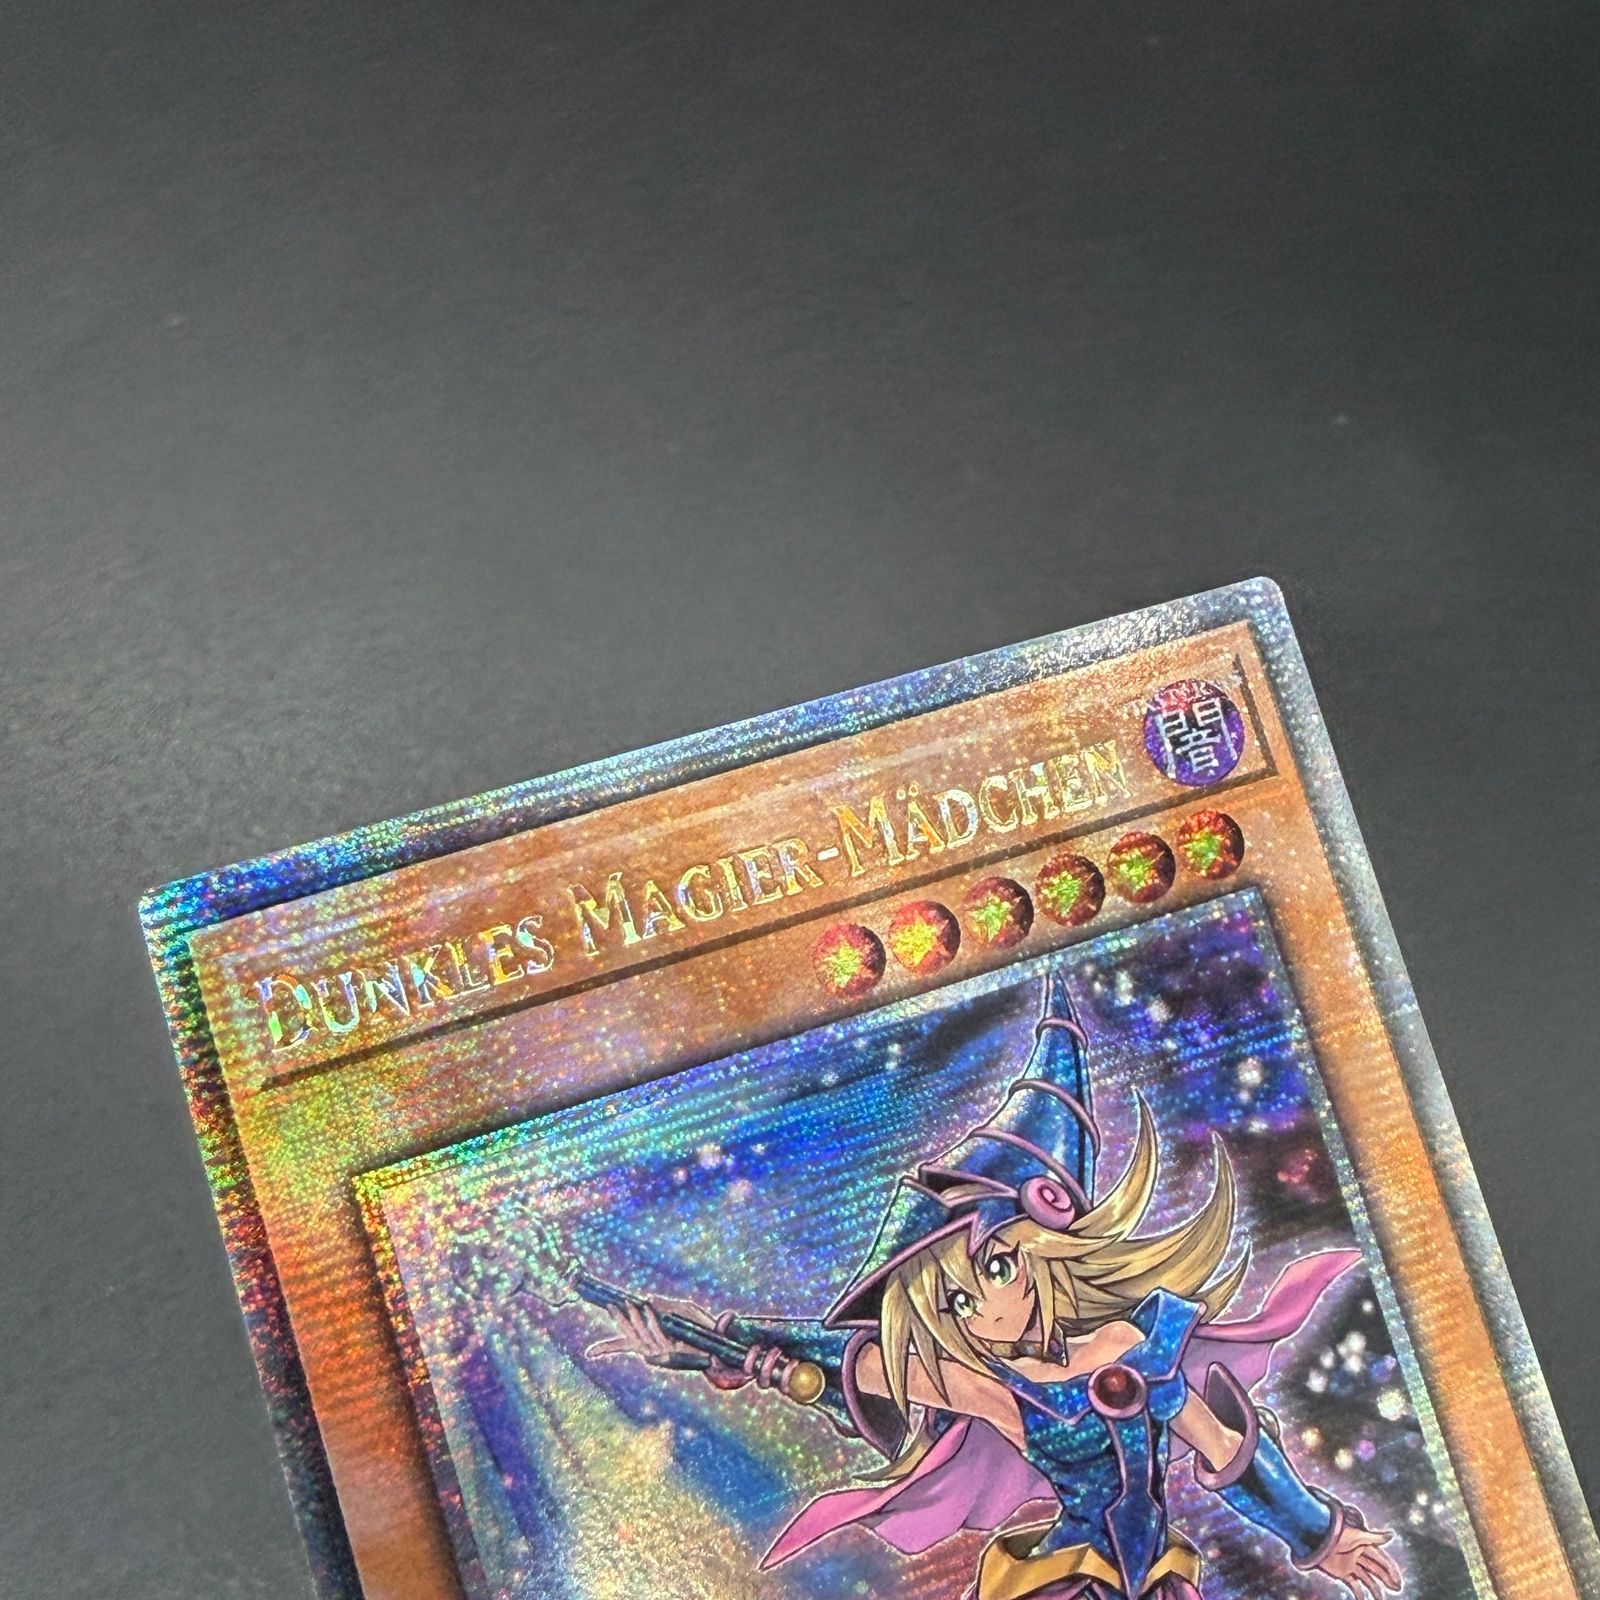 DUNKLES MAGIER-MÄDCHEN
闇